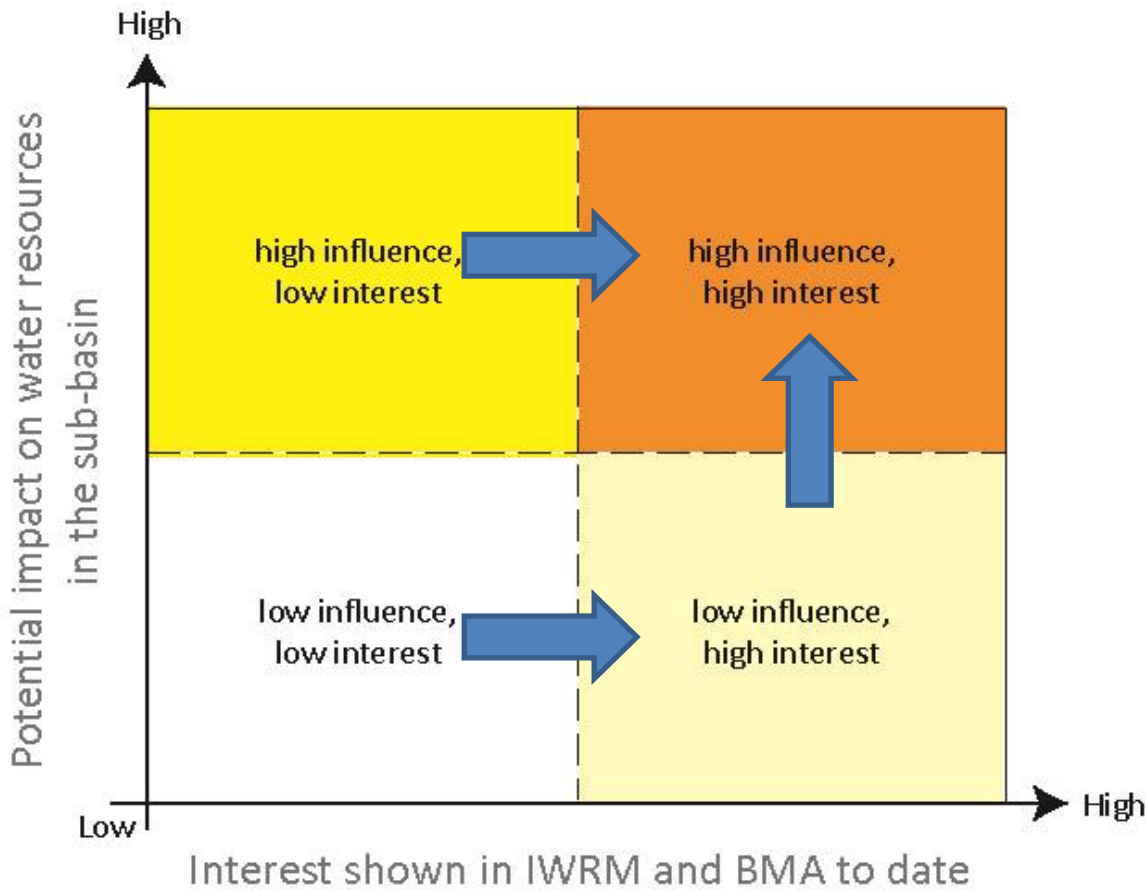 High
Potential impact on water resources
in the sub-basin
high influence,
low interest
high influence,
high interest
low influence,
low interest
low influence,
high interest
Low
High
Interest shown in IWRM and BMA to date